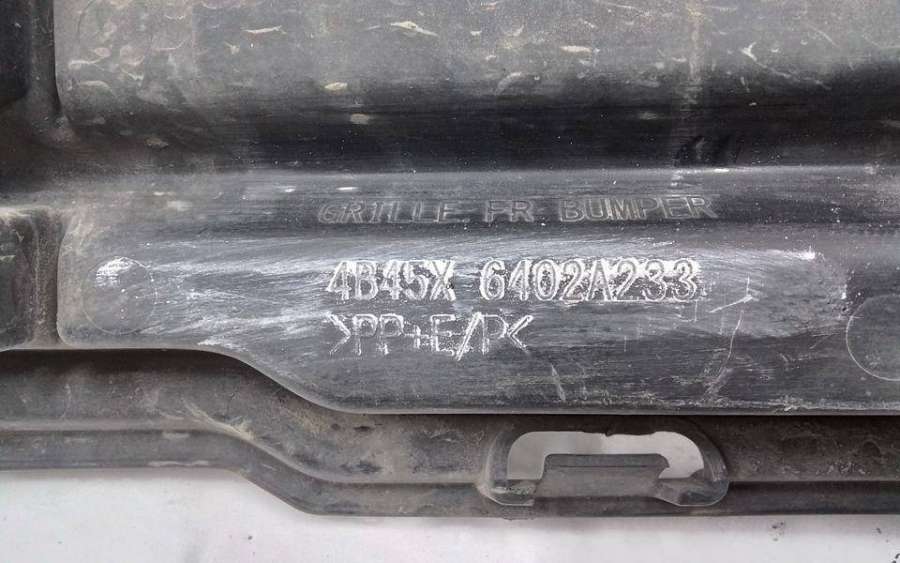 GRILLE FR BUMPER
4B45X 6402A233
>PP+E/P<